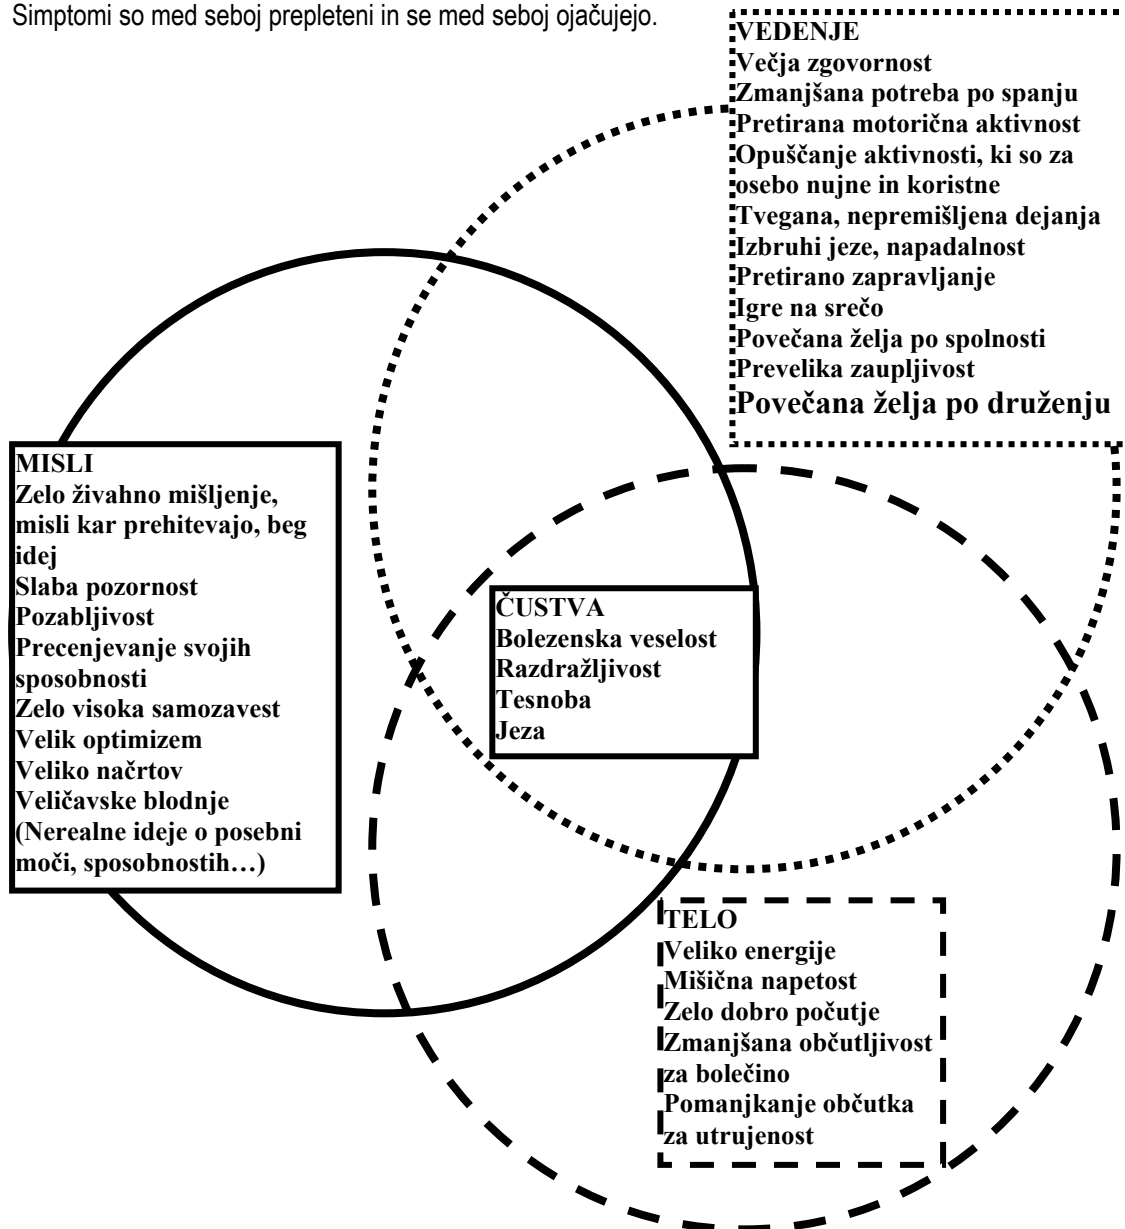 Simptomi so med seboj prepleteni in se med seboj ojačujejo.
VEDENJE
Večja zgovornost
Zmanjšana potreba po spanju
Pretirana motorična aktivnost
Opuščanje aktivnosti, ki so za
osebo nujne in koristne
Tvegana, nepremišljena dejanja
Izbruhi jeze, napadalnost
Pretirano zapravljanje
Igre na srečo
Povečana želja po spolnosti
Prevelika zaupljivost
Povečana želja po druženju
MISLI
Zelo živahno mišljenje,
misli kar prehitevajo, beg
idej
Slaba pozornost
Pozabljivost
Precenjevanje svojih
sposobnosti
Zelo visoka samozavest
Velik optimizem
Veliko načrtov
Veličavske blodnje
(Nerealne ideje o posebni
moči, sposobnostih…)
ČUSTVA
Bolezenska veselost
Razdražljivost
Tesnoba
Jeza
TELO
Veliko energije
Mišična napetost
Zelo dobro počutje
Zmanjšana občutljivost
za bolečino
Pomanjkanje občutka
za utrujenost